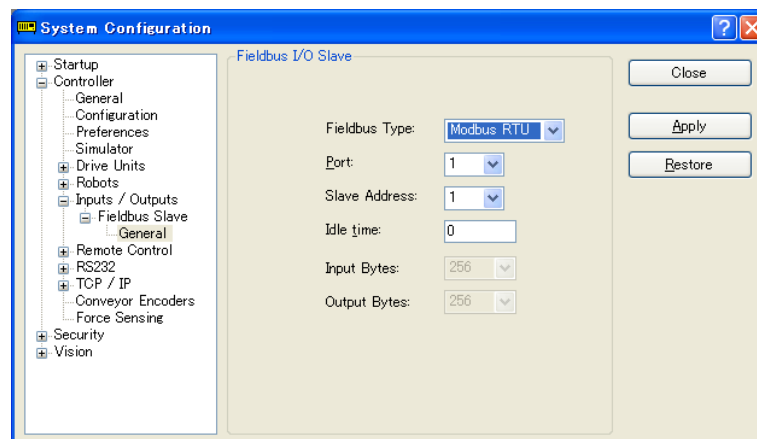 System Configuration
Startup
Controller
General
Configuration
Preferences
Simulator
Drive Units
Robots
Inputs / Outputs
Fieldbus Slave
General
Remote Control
RS232
TCP / IP
Conveyor Encoders
Force Sensing
Security
Vision
Fieldbus I/O Slave
Fieldbus Type: Modbus RTU
Port: 1
Slave Address: 1
Idle time: 0
Input Bytes: 256
Output Bytes: 256
Close
Apply
Restore